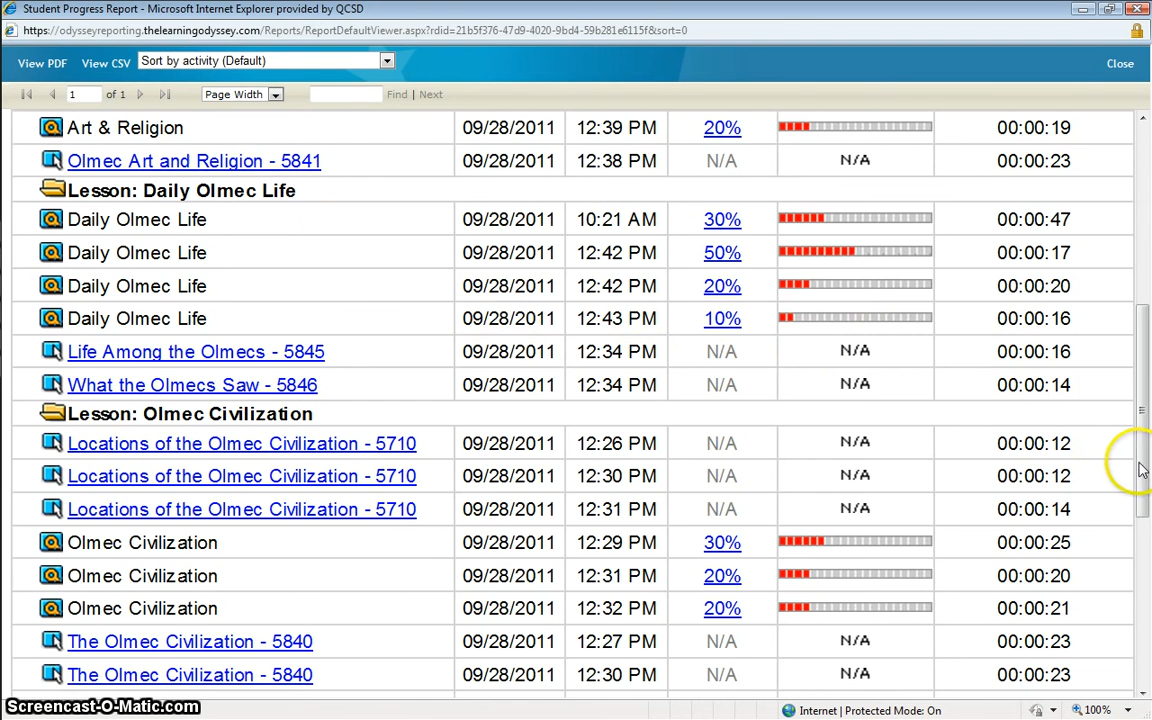 Student Progress Report - Microsoft Internet Explorer provided by QCSD
https://odysseyreporting.thelearningodyssey.com/Reports/ReportDefaultViewer.aspx?rdid=21b5f376-47d9-4020-9bd4-59b281e6115f&sort=0
View PDF View CSV Sort by activity (Default) Close
1 of 1 Page Width Find | Next
Art & Religion 09/28/2011 12:39 PM 20% 00:00:19
Olmec Art and Religion - 5841 09/28/2011 12:38 PM N/A N/A 00:00:23
Lesson: Daily Olmec Life
Daily Olmec Life 09/28/2011 10:21 AM 30% 00:00:47
Daily Olmec Life 09/28/2011 12:42 PM 50% 00:00:17
Daily Olmec Life 09/28/2011 12:42 PM 20% 00:00:20
Daily Olmec Life 09/28/2011 12:43 PM 10% 00:00:16
Life Among the Olmecs - 5845 09/28/2011 12:34 PM N/A N/A 00:00:16
What the Olmecs Saw - 5846 09/28/2011 12:34 PM N/A N/A 00:00:14
Lesson: Olmec Civilization
Locations of the Olmec Civilization - 5710 09/28/2011 12:26 PM N/A N/A 00:00:12
Locations of the Olmec Civilization - 5710 09/28/2011 12:30 PM N/A N/A 00:00:12
Locations of the Olmec Civilization - 5710 09/28/2011 12:31 PM N/A N/A 00:00:14
Olmec Civilization 09/28/2011 12:29 PM 30% 00:00:25
Olmec Civilization 09/28/2011 12:31 PM 20% 00:00:20
Olmec Civilization 09/28/2011 12:32 PM 20% 00:00:21
The Olmec Civilization - 5840 09/28/2011 12:27 PM N/A N/A 00:00:23
The Olmec Civilization - 5840 09/28/2011 12:30 PM N/A N/A 00:00:23
Screencast-O-Matic.com Internet | Protected Mode: On 100%